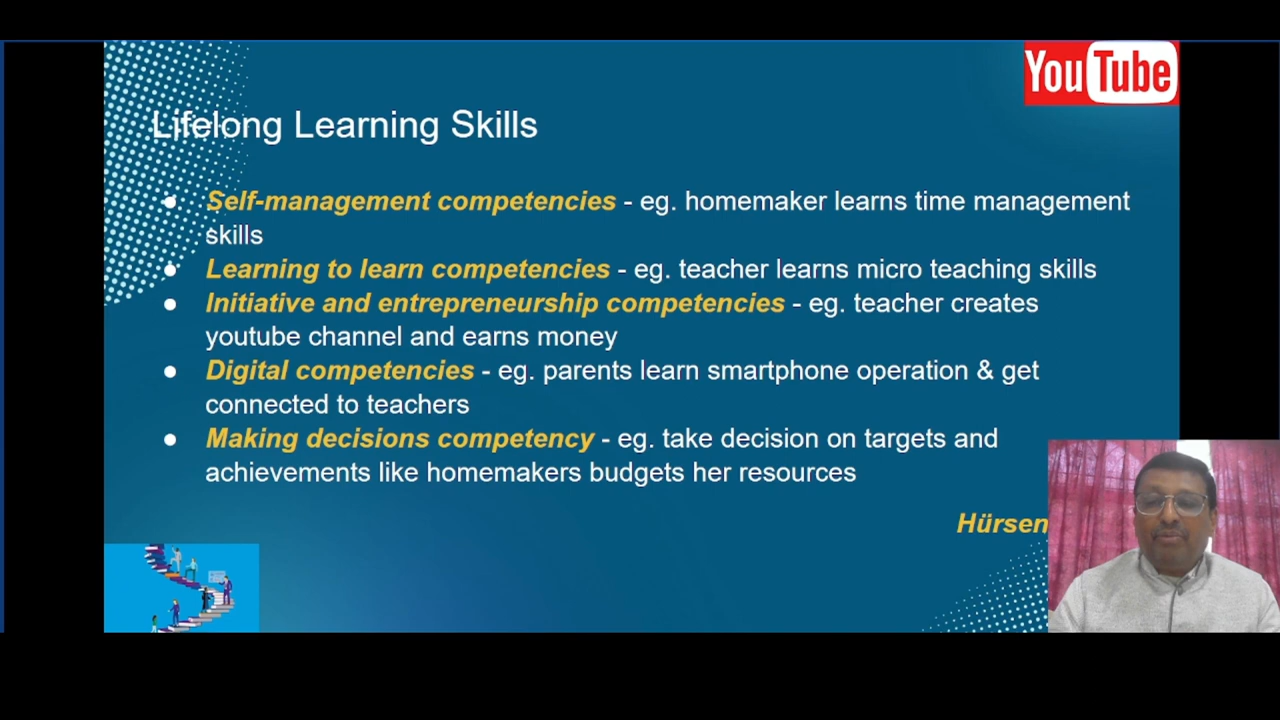 YouTube
Lifelong Learning Skills
● Self-management competencies - eg. homemaker learns time management
skills
● Learning to learn competencies - eg. teacher learns micro teaching skills
● Initiative and entrepreneurship competencies - eg. teacher creates
youtube channel and earns money
● Digital competencies - eg. parents learn smartphone operation & get
connected to teachers
● Making decisions competency - eg. take decision on targets and
achievements like homemakers budgets her resources
Hürsen